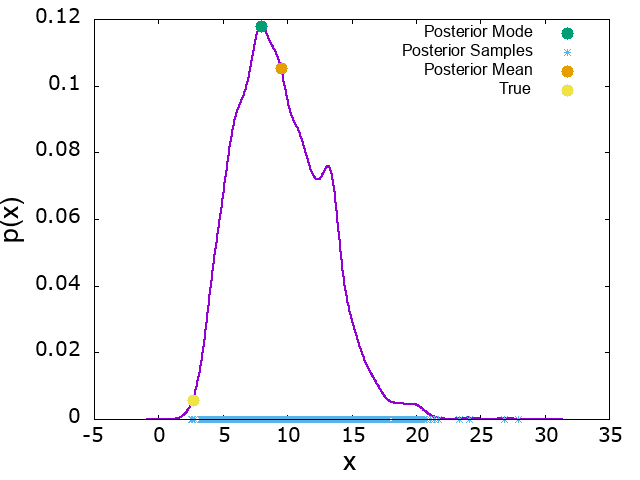 0.12
0.1
0.08
0.06
0.04
0.02
0
-5 0 5 10 15 20 25 30 35
p(x)
x
Posterior Mode
Posterior Samples
Posterior Mean
True